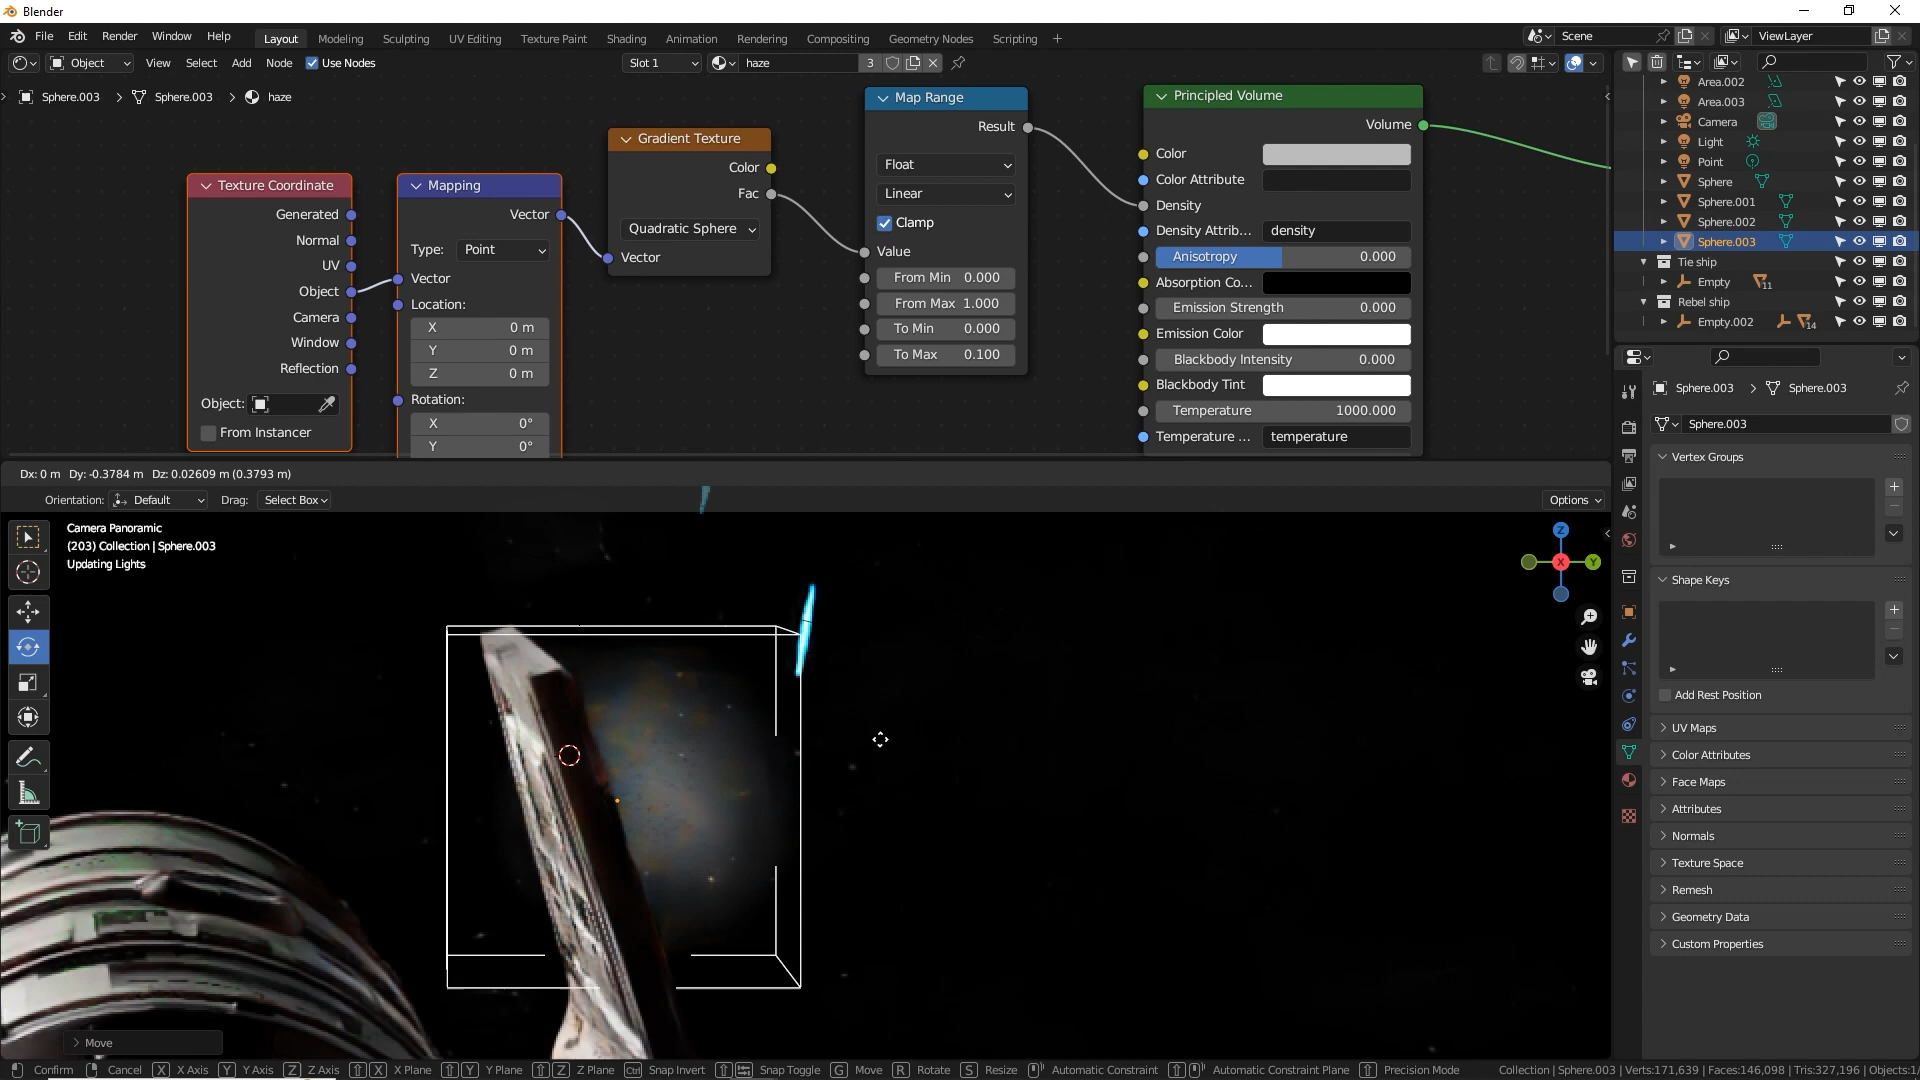 Blender
File Edit Render Window Help
Layout Modeling Sculpting UV Editing Texture Paint Shading Animation Rendering Compositing Geometry Nodes Scripting
Scene
ViewLayer
Object View Select Add Node Use Nodes
Slot 1
haze 3
Sphere.003 Sphere.003 haze
Texture Coordinate
Generated
Normal
UV
Object
Camera
Window
Reflection
Object:
From Instancer
Mapping
Vector
Type: Point
Vector
Location:
X 0 m
Y 0 m
Z 0 m
Rotation:
X 0°
Y 0°
Gradient Texture
Color
Fac
Quadratic Sphere
Vector
Map Range
Result
Float
Linear
Clamp
Value
From Min 0.000
From Max 1.000
To Min 0.000
To Max 0.100
Principled Volume
Volume
Color
Color Attribute
Density
Density Attrib... density
Anisotropy 0.000
Absorption Co...
Emission Strength 0.000
Emission Color
Blackbody Intensity 0.000
Blackbody Tint
Temperature 1000.000
Temperature ... temperature
Area.002
Area.003
Camera
Light
Point
Sphere
Sphere.001
Sphere.002
Sphere.003
Tie ship
Empty 11
Rebel ship
Empty.002 14
Sphere.003 Sphere.003
Sphere.003
Vertex Groups
Shape Keys
Add Rest Position
UV Maps
Color Attributes
Face Maps
Attributes
Normals
Texture Space
Remesh
Geometry Data
Custom Properties
Dx: 0 m Dy: -0.3784 m Dz: 0.02609 m (0.3793 m)
Orientation: Default Drag: Select Box
Options
Camera Panoramic
(203) Collection | Sphere.003
Updating Lights
Z
X
Y
Move
Confirm Cancel X X Axis Y Y Axis Z Z Axis X X Plane Y Y Plane Z Z Plane Ctrl Snap Invert Snap Toggle G Move R Rotate S Resize Automatic Constraint Automatic Constraint Plane Precision Mode
Collection | Sphere.003 | Verts:171,639 | Faces:146,098 | Tris:327,196 | Objects:1/